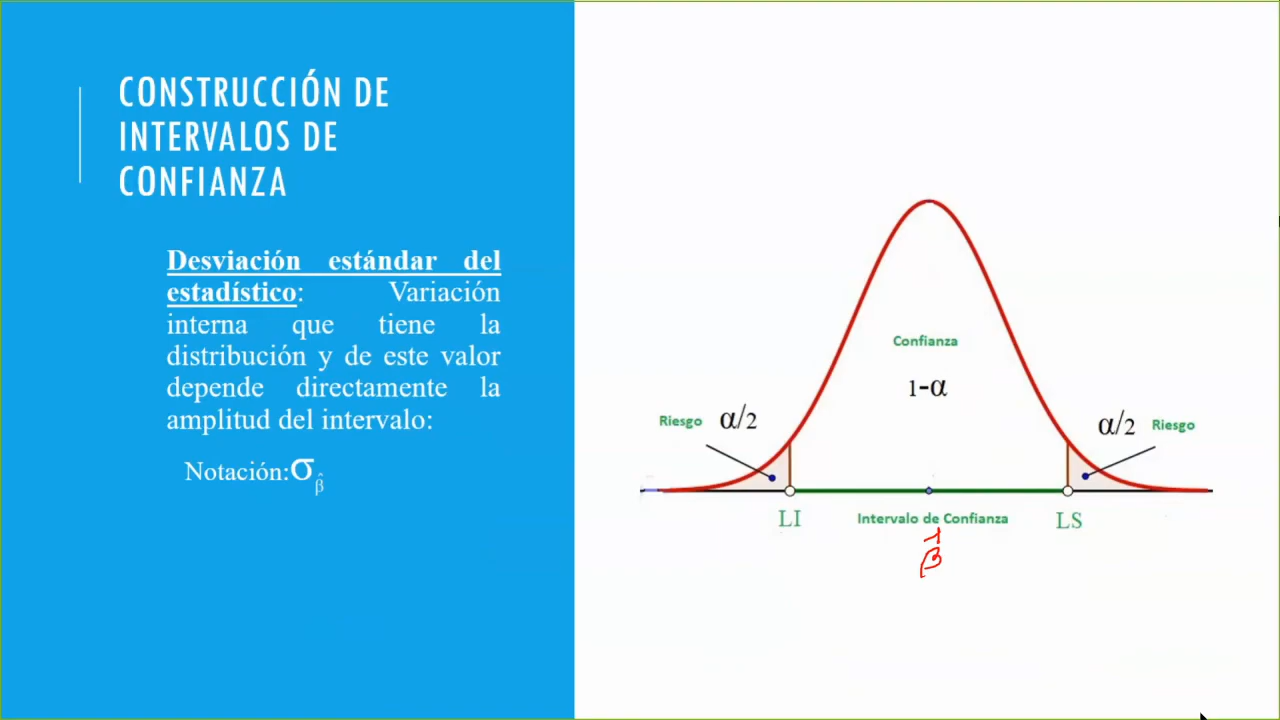 CONSTRUCCIÓN DE
INTERVALOS DE
CONFIANZA
Desviación estándar del
estadístico: Variación
interna que tiene la
distribución y de este valor
depende directamente la
amplitud del intervalo:
Notación:σ_β̂
Confianza
1-α
Riesgo α/2
α/2 Riesgo
LI
Intervalo de Confianza
LS
β̂